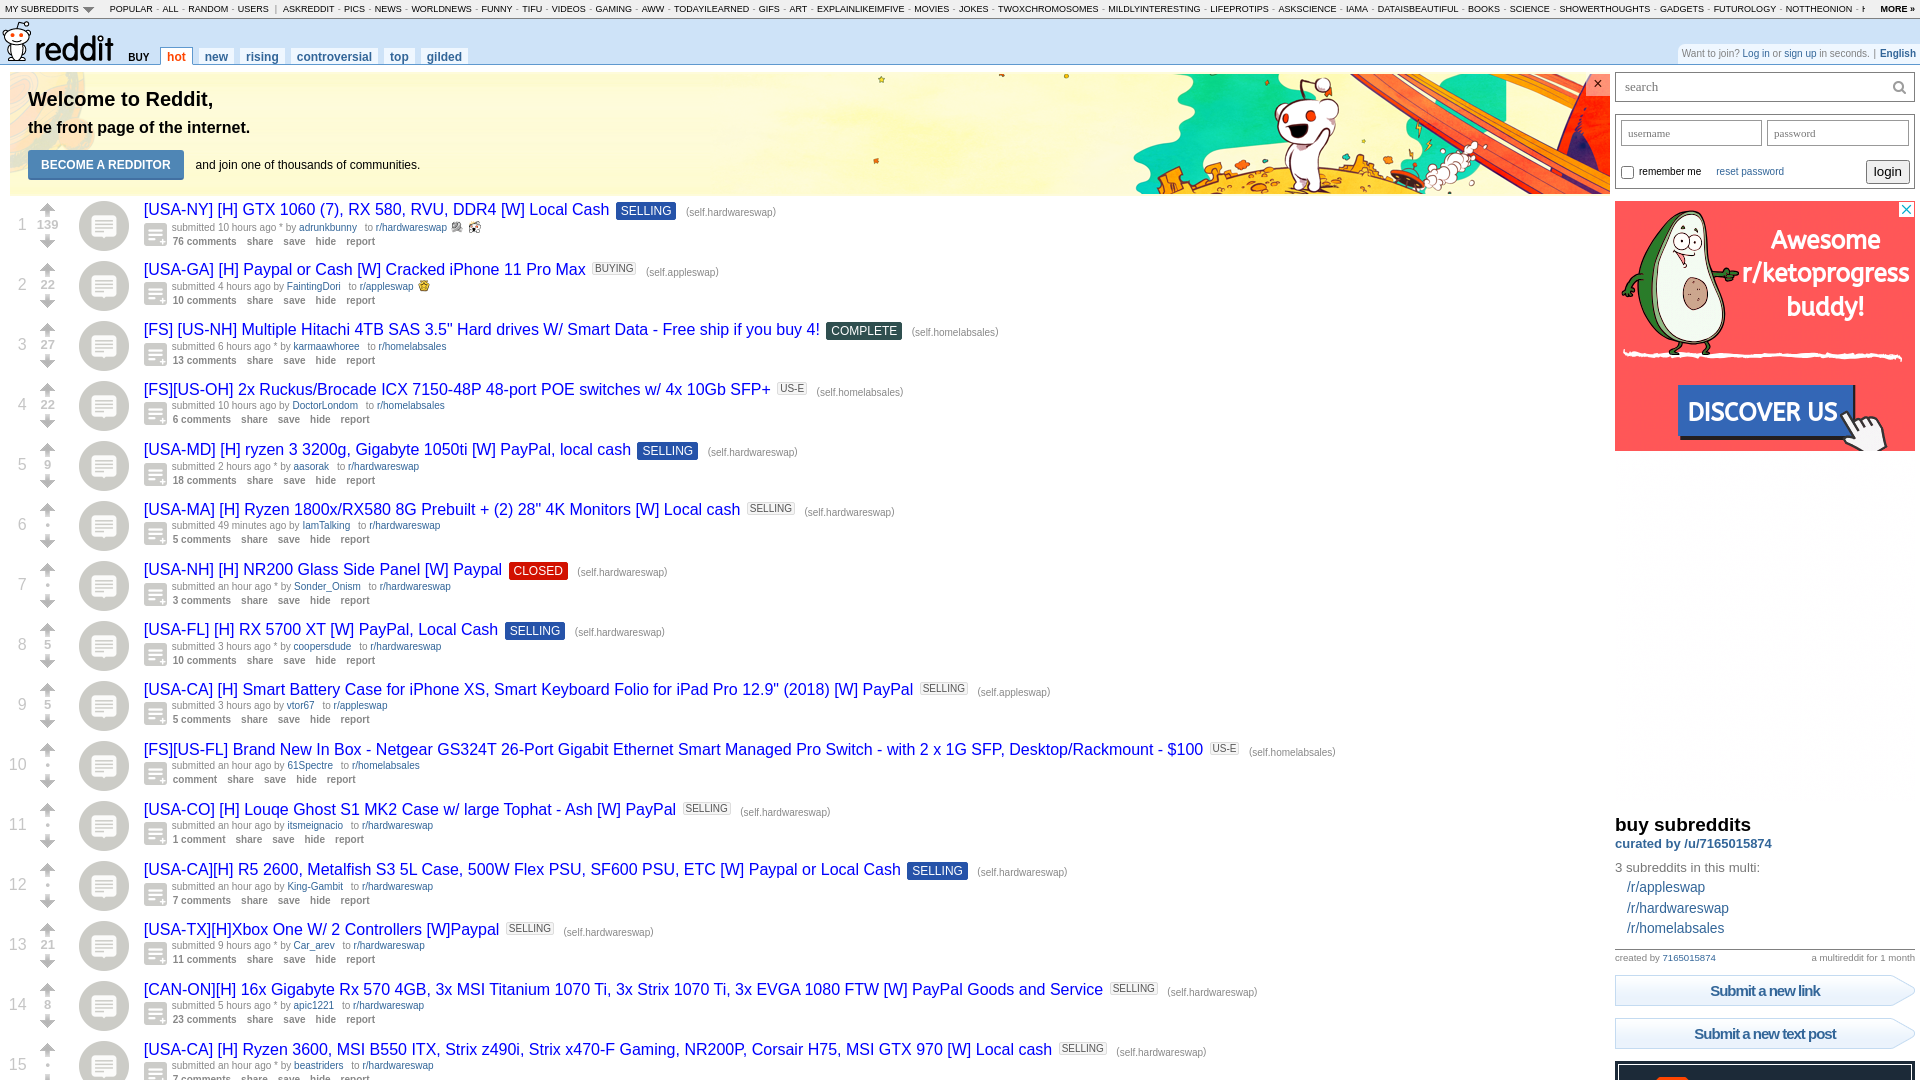 MY SUBREDDITS POPULAR - ALL - RANDOM - USERS | ASKREDDIT - PICS - NEWS - WORLDNEWS - FUNNY - TIFU - VIDEOS - GAMING - AWW - TODAYILEARNED - GIFS - ART - EXPLAINLIKEIMFIVE - MOVIES - JOKES - TWOXCHROMOSOMES - MILDLYINTERESTING - LIFEPROTIPS - ASKSCIENCE - IAMA - DATAISBEAUTIFUL - BOOKS - SCIENCE - SHOWERTHOUGHTS - GADGETS - FUTUROLOGY - NOTTHEONION - MORE »
reddit BUY hot new rising controversial top gilded
Want to join? Log in or sign up in seconds. | English
Welcome to Reddit,
the front page of the internet.
BECOME A REDDITOR and join one of thousands of communities.
×
1
139
[USA-NY] [H] GTX 1060 (7), RX 580, RVU, DDR4 [W] Local Cash SELLING (self.hardwareswap)
submitted 10 hours ago * by adrunkbunny to r/hardwareswap
76 comments share save hide report
2
22
[USA-GA] [H] Paypal or Cash [W] Cracked iPhone 11 Pro Max BUYING (self.appleswap)
submitted 4 hours ago by FaintingDori to r/appleswap
10 comments share save hide report
3
27
[FS] [US-NH] Multiple Hitachi 4TB SAS 3.5" Hard drives W/ Smart Data - Free ship if you buy 4! COMPLETE (self.homelabsales)
submitted 6 hours ago * by karmaawhoree to r/homelabsales
13 comments share save hide report
4
22
[FS][US-OH] 2x Ruckus/Brocade ICX 7150-48P 48-port POE switches w/ 4x 10Gb SFP+ US-E (self.homelabsales)
submitted 10 hours ago by DoctorLondom to r/homelabsales
6 comments share save hide report
5
9
[USA-MD] [H] ryzen 3 3200g, Gigabyte 1050ti [W] PayPal, local cash SELLING (self.hardwareswap)
submitted 2 hours ago * by aasorak to r/hardwareswap
18 comments share save hide report
6
•
[USA-MA] [H] Ryzen 1800x/RX580 8G Prebuilt + (2) 28" 4K Monitors [W] Local cash SELLING (self.hardwareswap)
submitted 49 minutes ago by IamTalking to r/hardwareswap
5 comments share save hide report
7
•
[USA-NH] [H] NR200 Glass Side Panel [W] Paypal CLOSED (self.hardwareswap)
submitted an hour ago * by Sonder_Onism to r/hardwareswap
3 comments share save hide report
8
5
[USA-FL] [H] RX 5700 XT [W] PayPal, Local Cash SELLING (self.hardwareswap)
submitted 3 hours ago * by coopersdude to r/hardwareswap
10 comments share save hide report
9
5
[USA-CA] [H] Smart Battery Case for iPhone XS, Smart Keyboard Folio for iPad Pro 12.9" (2018) [W] PayPal SELLING (self.appleswap)
submitted 3 hours ago by vtor67 to r/appleswap
5 comments share save hide report
10
•
[FS][US-FL] Brand New In Box - Netgear GS324T 26-Port Gigabit Ethernet Smart Managed Pro Switch - with 2 x 1G SFP, Desktop/Rackmount - $100 US-E (self.homelabsales)
submitted an hour ago by 61Spectre to r/homelabsales
comment share save hide report
11
•
[USA-CO] [H] Louqe Ghost S1 MK2 Case w/ large Tophat - Ash [W] PayPal SELLING (self.hardwareswap)
submitted an hour ago by itsmeignacio to r/hardwareswap
1 comment share save hide report
12
•
[USA-CA][H] R5 2600, Metalfish S3 5L Case, 500W Flex PSU, SF600 PSU, ETC [W] Paypal or Local Cash SELLING (self.hardwareswap)
submitted an hour ago by King-Gambit to r/hardwareswap
7 comments share save hide report
13
21
[USA-TX][H]Xbox One W/ 2 Controllers [W]Paypal SELLING (self.hardwareswap)
submitted 9 hours ago * by Car_arev to r/hardwareswap
11 comments share save hide report
14
8
[CAN-ON][H] 16x Gigabyte Rx 570 4GB, 3x MSI Titanium 1070 Ti, 3x Strix 1070 Ti, 3x EVGA 1080 FTW [W] PayPal Goods and Service SELLING (self.hardwareswap)
submitted 5 hours ago * by apic1221 to r/hardwareswap
23 comments share save hide report
15
•
[USA-CA] [H] Ryzen 3600, MSI B550 ITX, Strix z490i, Strix x470-F Gaming, NR200P, Corsair H75, MSI GTX 970 [W] Local cash SELLING (self.hardwareswap)
submitted an hour ago * by beastriders to r/hardwareswap
7 comments share save hide report
search
username password
remember me reset password login
Awesome
r/ketoprogress
buddy!
DISCOVER US
buy subreddits
curated by /u/7165015874
3 subreddits in this multi:
/r/appleswap
/r/hardwareswap
/r/homelabsales
created by 7165015874 a multireddit for 1 month
Submit a new link
Submit a new text post